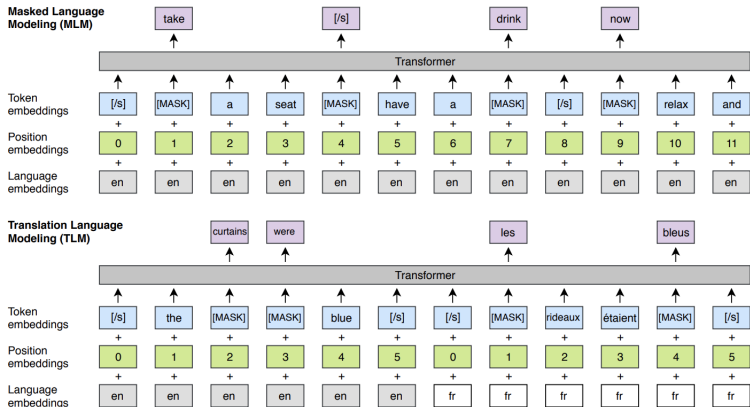 Masked Language
Modeling (MLM)
take [/s] drink now
Transformer
Token
embeddings
[/s] [MASK] a seat [MASK] have a [MASK] [/s] [MASK] relax and
+ + + + + + + + + + + +
Position
embeddings
0 1 2 3 4 5 6 7 8 9 10 11
+ + + + + + + + + + + +
Language
embeddings
en en en en en en en en en en en en
Translation Language
Modeling (TLM)
curtains were les bleus
Transformer
Token
embeddings
[/s] the [MASK] [MASK] blue [/s] [/s] [MASK] rideaux étaient [MASK] [/s]
+ + + + + + + + + + + +
Position
embeddings
0 1 2 3 4 5 0 1 2 3 4 5
+ + + + + + + + + + + +
Language
embeddings
en en en en en en fr fr fr fr fr fr